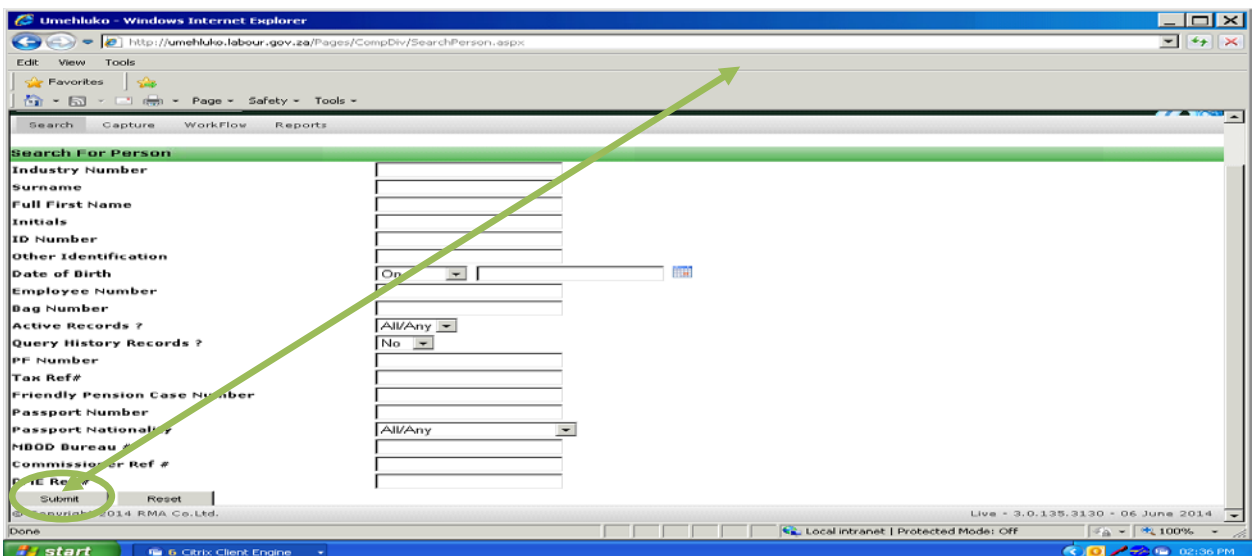 Umehluko - Windows Internet Explorer
http://umehluko.labour.gov.za/Pages/CompDiv/SearchPerson.aspx
Edit View Tools
Favorites
Page Safety Tools
Search Capture WorkFlow Reports
Search For Person
Industry Number
Surname
Full First Name
Initials
ID Number
Other Identification
Date of Birth On
Employee Number
Bag Number
Active Records ? All/Any
Query History Records ? No
PF Number
Tax Ref#
Friendly Pension Case Number
Passport Number
Passport Nationality All/Any
MBOD Bureau #
Commissioner Ref #
Submit Reset
© Copyright 2014 RMA Co.Ltd. Live - 3.0.135.3130 - 06 June 2014
Done Local intranet | Protected Mode: Off 100%
start 6 Citrix Client Engine 02:36 PM